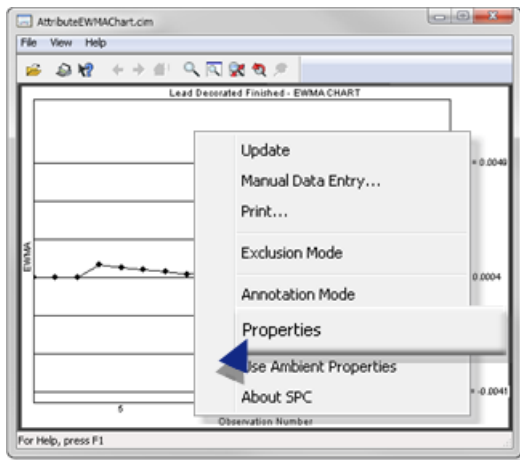 AttributeEWMAChart.cim
File View Help
Lead Decorated Finished - EWMA CHART
Update
= 0.0049
Manual Data Entry...
Print...
Exclusion Mode
EWMA
0.0004
Annotation Mode
Properties
Use Ambient Properties
About SPC
= -0.0041
5
Observation Number
For Help, press F1